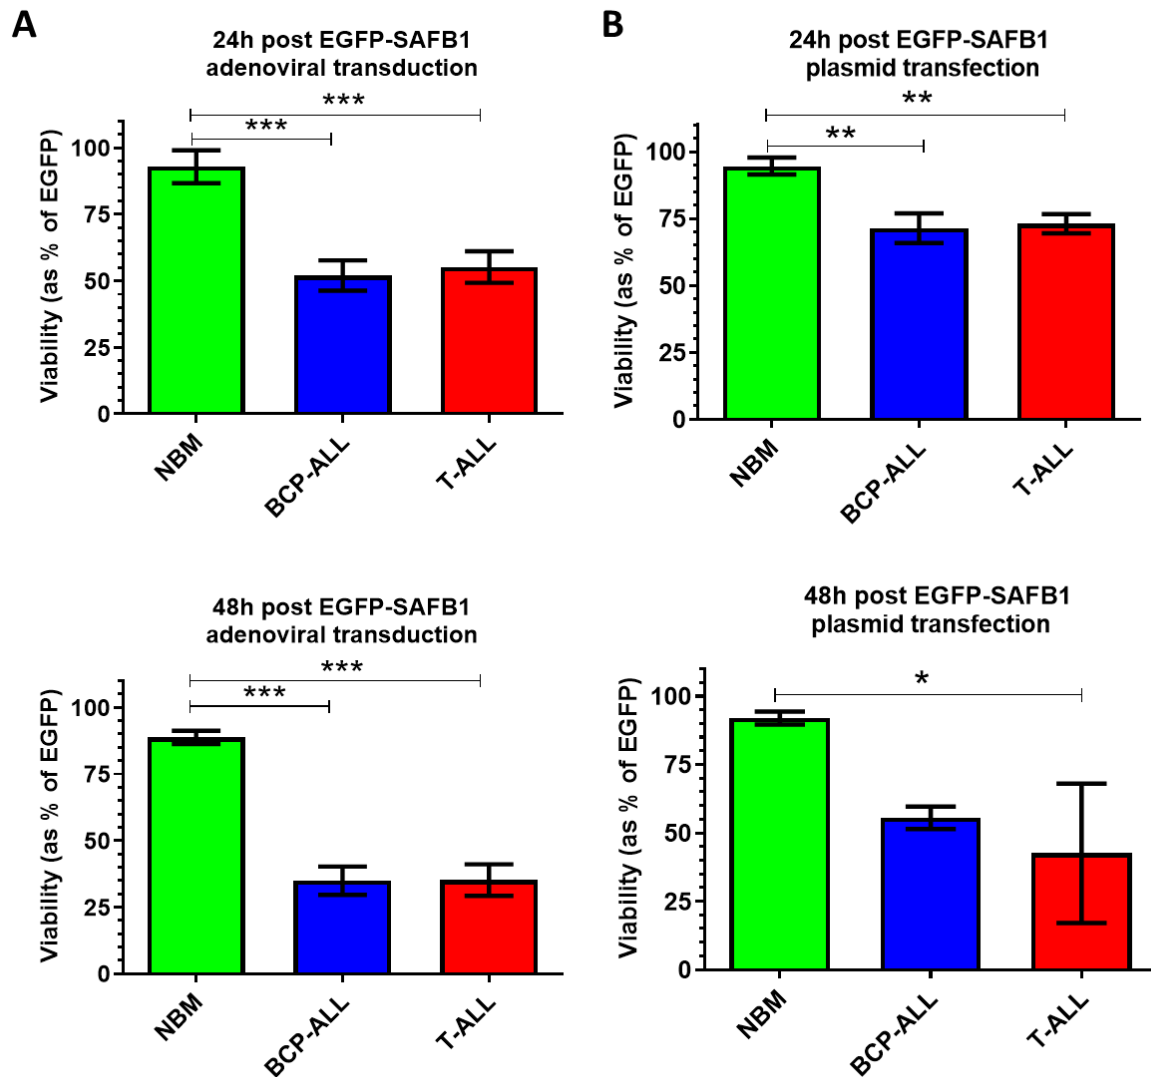 A
24h post EGFP-SAFB1
adenoviral transduction
***
***
Viability (as % of EGFP)
100
75
50
25
0
NBM
BCP-ALL
T-ALL
B
24h post EGFP-SAFB1
plasmid transfection
**
**
Viability (as % of EGFP)
100
75
50
25
0
NBM
BCP-ALL
T-ALL
48h post EGFP-SAFB1
adenoviral transduction
***
***
Viability (as % of EGFP)
100
75
50
25
0
NBM
BCP-ALL
T-ALL
48h post EGFP-SAFB1
plasmid transfection
*
Viability (as % of EGFP)
100
75
50
25
0
NBM
BCP-ALL
T-ALL